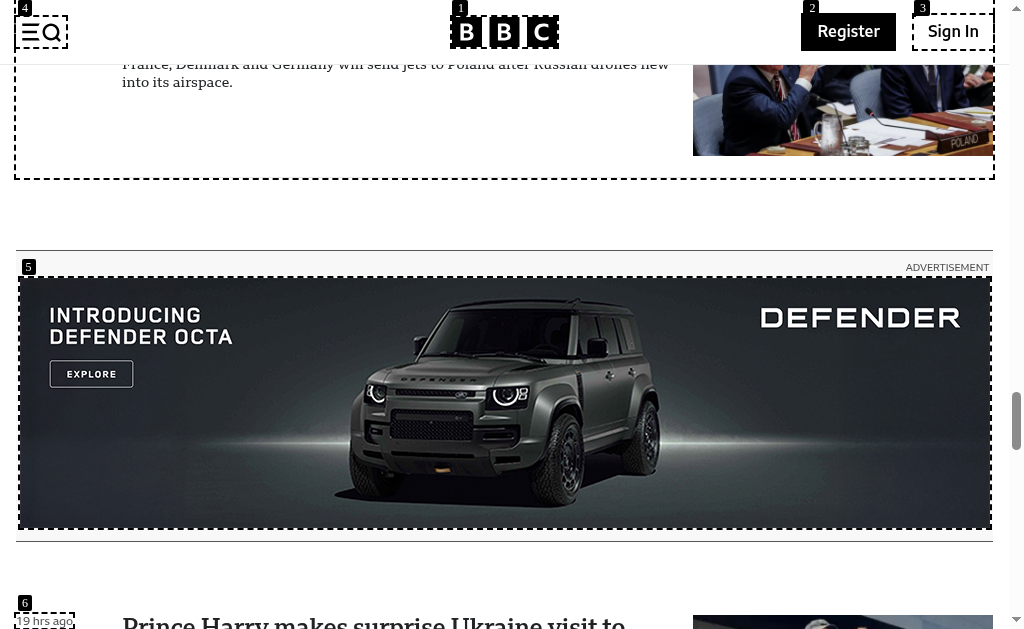 4
1
2
3
BBC
Register
Sign In
France, Denmark and Germany will send jets to Poland after Russian drones flew
into its airspace.
POLAND
5
ADVERTISEMENT
INTRODUCING
DEFENDER OCTA
EXPLORE
DEFENDER
DEFENDER
6
19 hrs ago
Prince Harry makes surprise Ukraine visit to